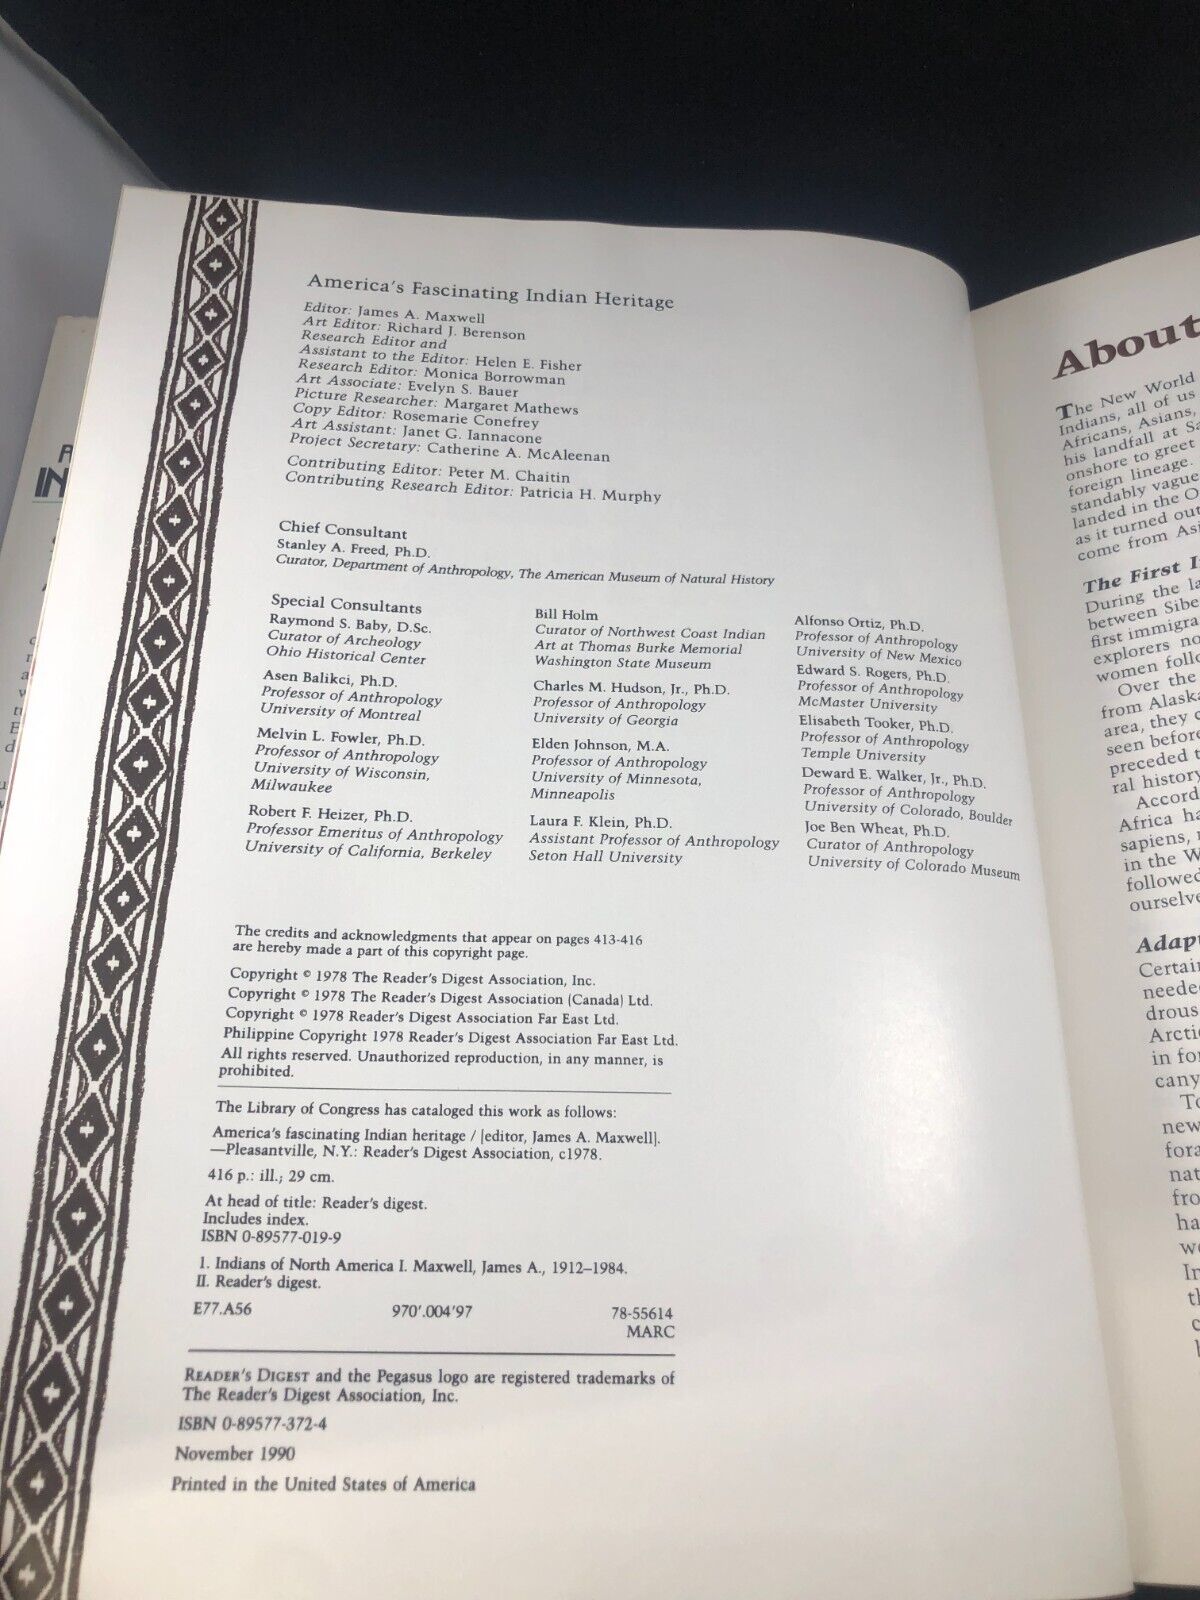 America's Fascinating Indian Heritage
Editor: James A. Maxwell
Art Editor: Richard J. Berenson
Research Editor and
Assistant to the Editor: Helen E. Fisher
Research Editor: Monica Borrowman
Art Associate: Evelyn S. Bauer
Picture Researcher: Margaret Mathews
Copy Editor: Rosemarie Conefrey
Art Assistant: Janet G. Iannacone
Project Secretary: Catherine A. McAleenan
Contributing Editor: Peter M. Chaitin
Contributing Research Editor: Patricia H. Murphy
Chief Consultant
Stanley A. Freed, Ph.D.
Curator, Department of Anthropology, The American Museum of Natural History
Special Consultants
Raymond S. Baby, D.Sc.
Curator of Archeology
Ohio Historical Center
Asen Balikci, Ph.D.
Professor of Anthropology
University of Montreal
Melvin L. Fowler, Ph.D.
Professor of Anthropology
University of Wisconsin,
Milwaukee
Robert F. Heizer, Ph.D.
Professor Emeritus of Anthropology
University of California, Berkeley
Bill Holm
Curator of Northwest Coast Indian
Art at Thomas Burke Memorial
Washington State Museum
Charles M. Hudson, Jr., Ph.D.
Professor of Anthropology
University of Georgia
Elden Johnson, M.A.
Professor of Anthropology
University of Minnesota,
Minneapolis
Laura F. Klein, Ph.D.
Assistant Professor of Anthropology
Seton Hall University
Alfonso Ortiz, Ph.D.
Professor of Anthropology
University of New Mexico
Edward S. Rogers, Ph.D.
Professor of Anthropology
McMaster University
Elisabeth Tooker, Ph.D.
Professor of Anthropology
Temple University
Deward E. Walker, Jr., Ph.D.
Professor of Anthropology
University of Colorado, Boulder
Joe Ben Wheat, Ph.D.
Curator of Anthropology
University of Colorado Museum
The credits and acknowledgments that appear on pages 413-416
are hereby made a part of this copyright page.
Copyright © 1978 The Reader's Digest Association, Inc.
Copyright © 1978 The Reader's Digest Association (Canada) Ltd.
Copyright © 1978 Reader's Digest Association Far East Ltd.
Philippine Copyright 1978 Reader's Digest Association Far East Ltd.
All rights reserved. Unauthorized reproduction, in any manner, is
prohibited.
The Library of Congress has cataloged this work as follows:
America's fascinating Indian heritage / [editor, James A. Maxwell].
—Pleasantville, N.Y.: Reader's Digest Association, c1978.
416 p.: ill.; 29 cm.
At head of title: Reader's digest.
Includes index.
ISBN 0-89577-019-9
1. Indians of North America I. Maxwell, James A., 1912–1984.
II. Reader's digest.
E77.A56 970'.004'97 78-55614
MARC
READER'S DIGEST and the Pegasus logo are registered trademarks of
The Reader's Digest Association, Inc.
ISBN 0-89577-372-4
November 1990
Printed in the United States of America
About
The New World
Indians, all of us
Africans, Asians,
his landfall at
onshore to greet
foreign lineage.
standably vague
landed in the
as it turned out
come from
The First
During the
between
first
explorers
women
Over the
from
area, they
seen before
preceded
ral history
Accord
Africa
sapiens,
in the
followed
ourselve
Adap
Certain
needed
drous
Arctic
in
cany
To
new